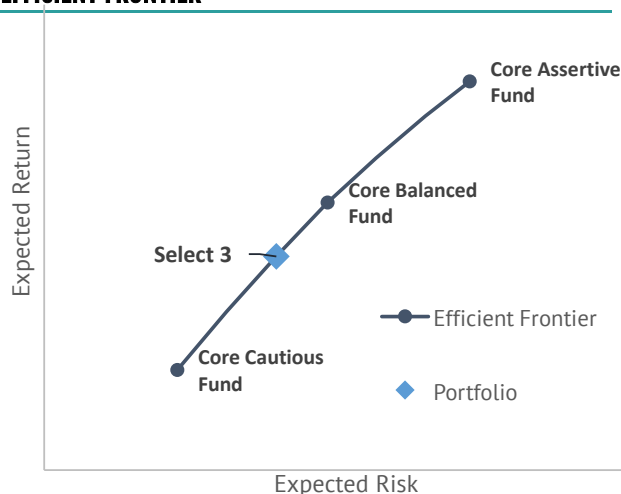 EFFICIENT FRONTIER
Core Assertive
Fund
Expected Return
Core Balanced
Fund
Select 3
Efficient Frontier
Core Cautious
Fund
Portfolio
Expected Risk